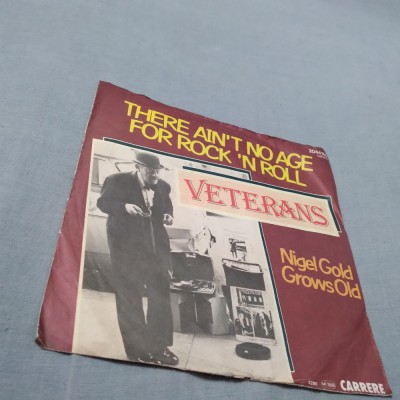 THERE AIN'T NO AGE
FOR ROCK 'N ROLL
VETERANS
Nigel Gold
Grows Old
CARRERE